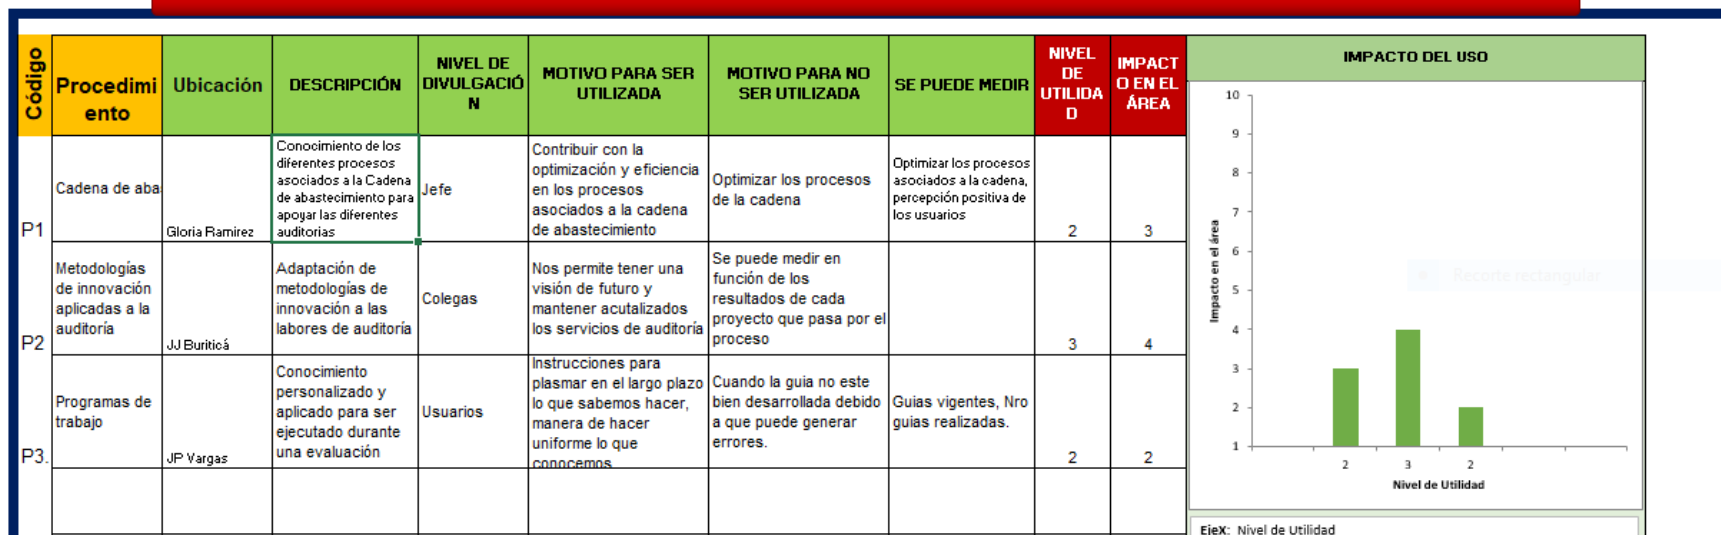 Código
Procedimi
ento
Ubicación
DESCRIPCIÓN
NIVEL DE
DIVULGACIÓ
N
MOTIVO PARA SER
UTILIZADA
MOTIVO PARA NO
SER UTILIZADA
SE PUEDE MEDIR
NIVEL
DE
UTILIDA
D
IMPACT
O EN EL
ÁREA
P1
Cadena de aba
Gloria Ramirez
Conocimiento de los
diferentes procesos
asociados a la Cadena
de abastecimiento para
apoyar las diferentes
auditorias
Jefe
Contribuir con la
optimización y eficiencia
en los procesos
asociados a la cadena
de abastecimiento
Optimizar los procesos
de la cadena
Optimizar los procesos
asociados a la cadena,
percepción positiva de
los usuarios
2
3
P2
Metodologías
de innovación
aplicadas a la
auditoría
JJ Buriticá
Adaptación de
metodologías de
innovación a las
labores de auditoría
Colegas
Nos permite tener una
visión de futuro y
mantener acutalizados
los servicios de auditoría
Se puede medir en
función de los
resultados de cada
proyecto que pasa por el
proceso
3
4
P3.
Programas de
trabajo
JP Vargas
Conocimiento
personalizado y
aplicado para ser
ejecutado durante
una evaluación
Usuarios
Instrucciones para
plasmar en el largo plazo
lo que sabemos hacer,
manera de hacer
uniforme lo que
conocemos
Cuando la guia no este
bien desarrollada debido
a que puede generar
errores.
Guias vigentes, Nro
guias realizadas.
2
2
IMPACTO DEL USO
Impacto en el área
10
9
8
7
6
5
4
3
2
1
2
3
2
Nivel de Utilidad
Recorte rectangular
EjeX: Nivel de Utilidad